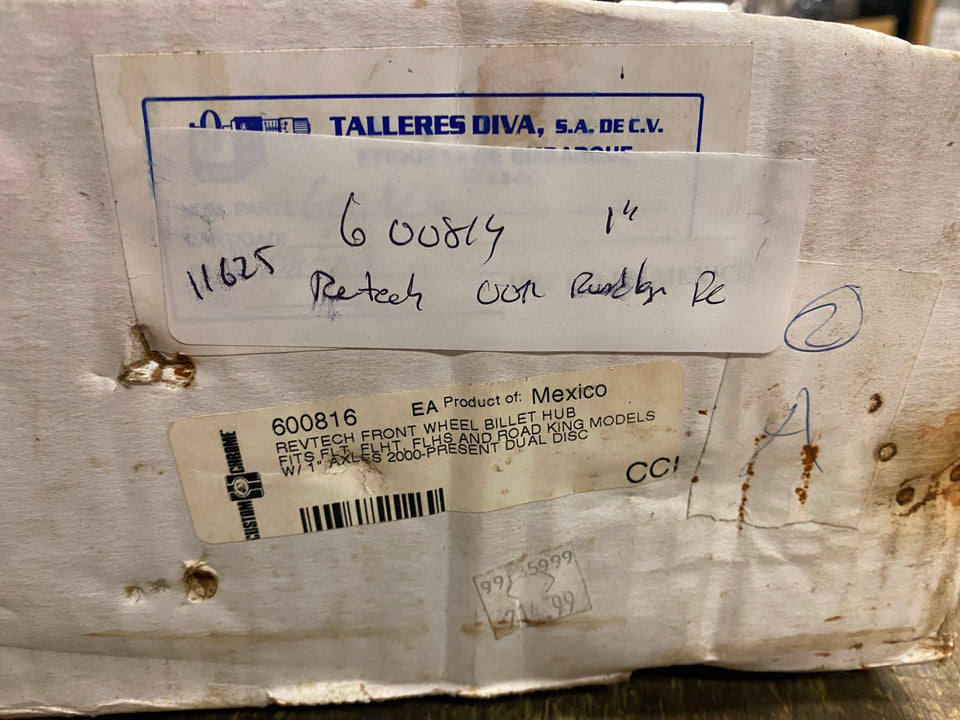 TALLERES DIVA, S.A. DE C.V.
600814 1"
11625
Revtech
600816 EA Product of: Mexico
REVTECH FRONT WHEEL BILLET HUB
FITS FLT, FLHT, FLHS AND ROAD KING MODELS
W/ 1" AXLES 2000-PRESENT DUAL DISC
CUSTOM CHROME
CCI
2
A